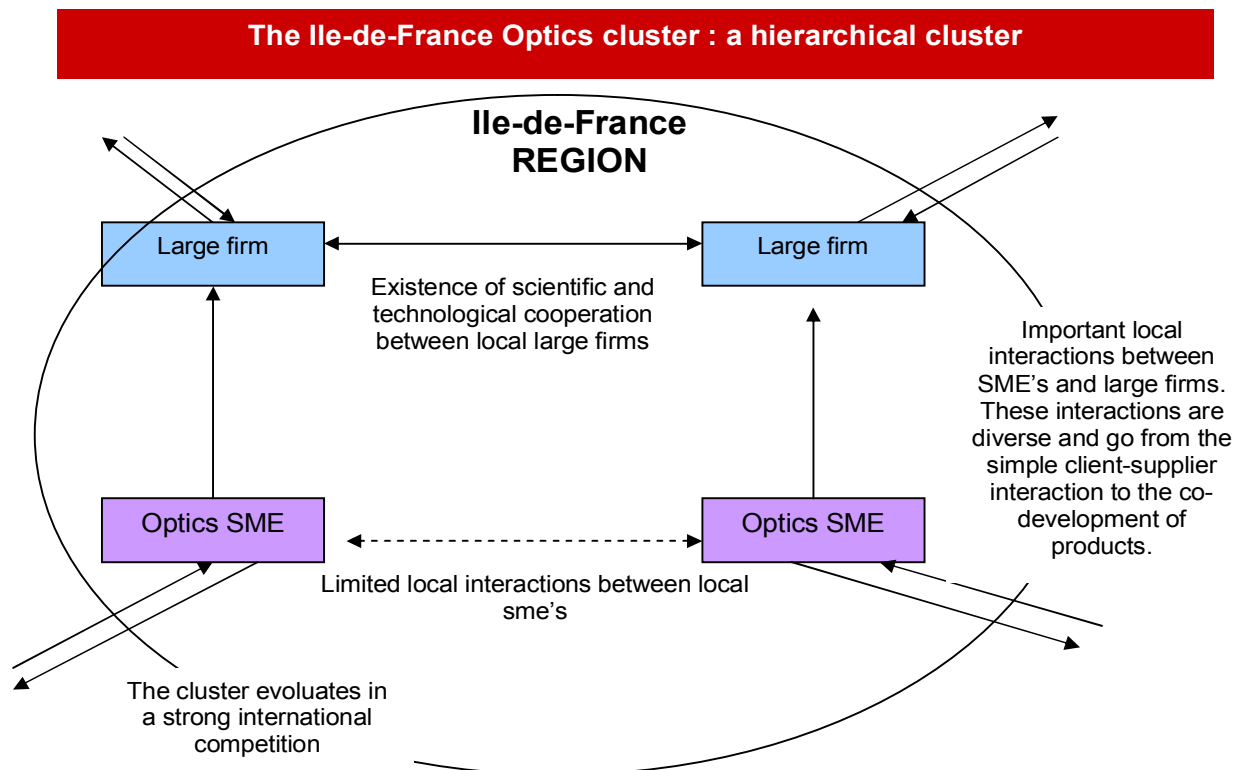 The Ile-de-France Optics cluster : a hierarchical cluster
Ile-de-France
REGION
Large firm
Large firm
Existence of scientific and
technological cooperation
between local large firms
Important local
interactions between
SME's and large firms.
These interactions are
diverse and go from the
simple client-supplier
interaction to the co-
development of
products.
Optics SME
Optics SME
Limited local interactions between local
sme's
The cluster evoluates in
a strong international
competition